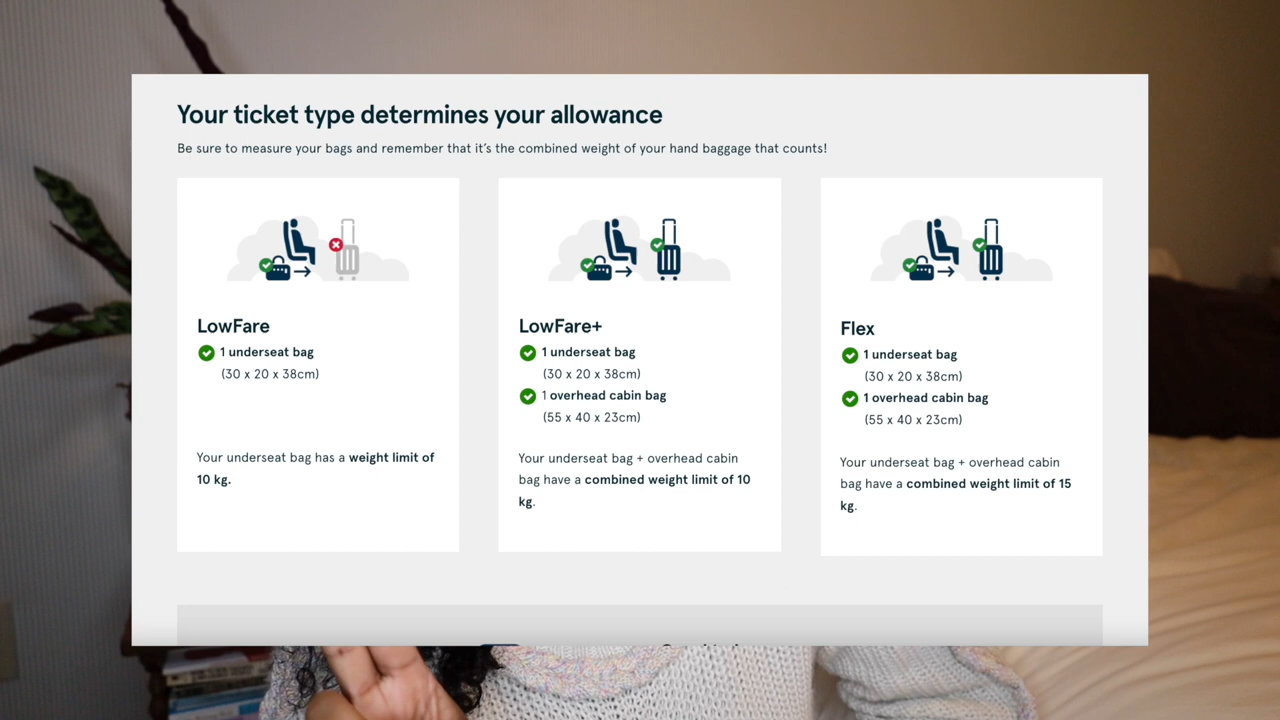 Your ticket type determines your allowance
Be sure to measure your bags and remember that it's the combined weight of your hand baggage that counts!
LowFare
1 underseat bag
(30 x 20 x 38cm)
Your underseat bag has a weight limit of
10 kg.
LowFare+
1 underseat bag
(30 x 20 x 38cm)
1 overhead cabin bag
(55 x 40 x 23cm)
Your underseat bag + overhead cabin
bag have a combined weight limit of 10
kg.
Flex
1 underseat bag
(30 x 20 x 38cm)
1 overhead cabin bag
(55 x 40 x 23cm)
Your underseat bag + overhead cabin
bag have a combined weight limit of 15
kg.